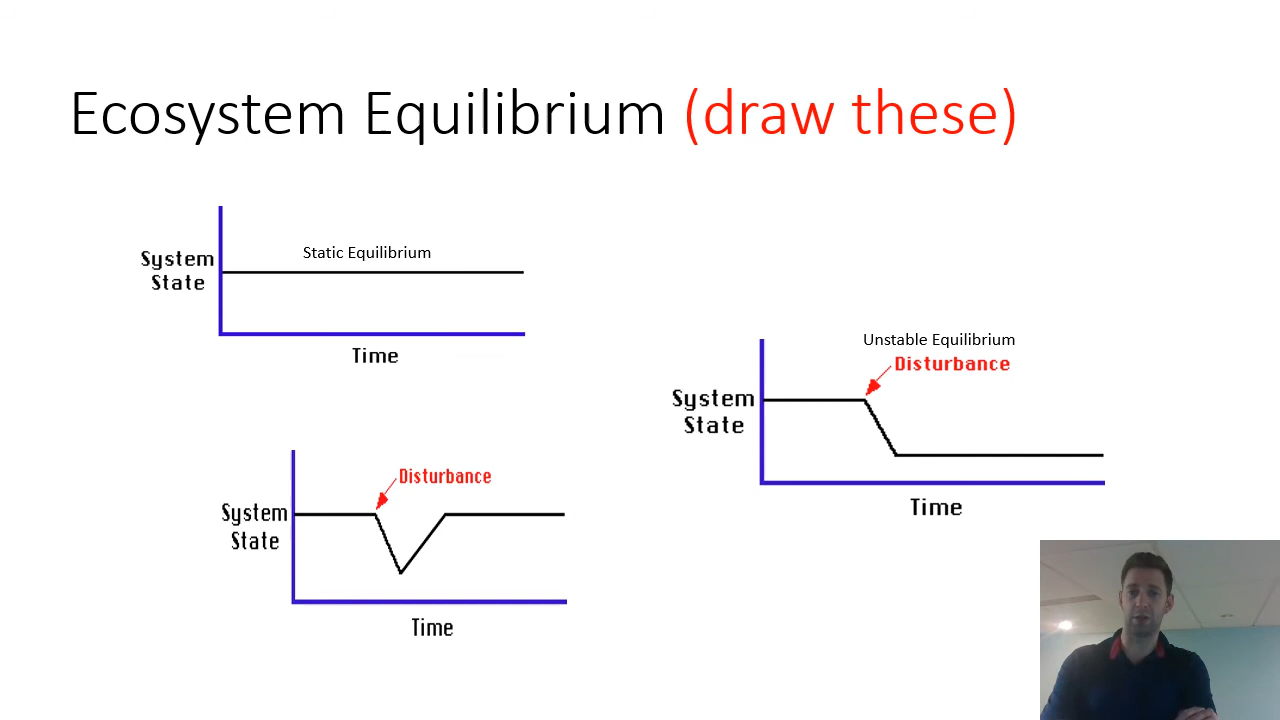 Ecosystem Equilibrium (draw these)
Static Equilibrium
System
State
Time
Disturbance
System
State
Time
Unstable Equilibrium
Disturbance
System
State
Time